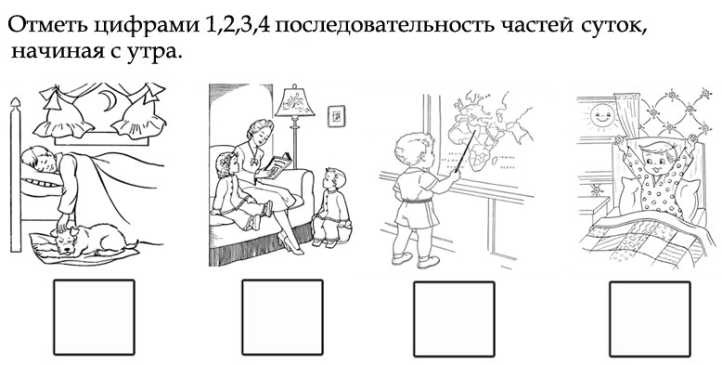 Отметь цифрами 1,2,3,4 последовательность частей суток,
начиная с утра.